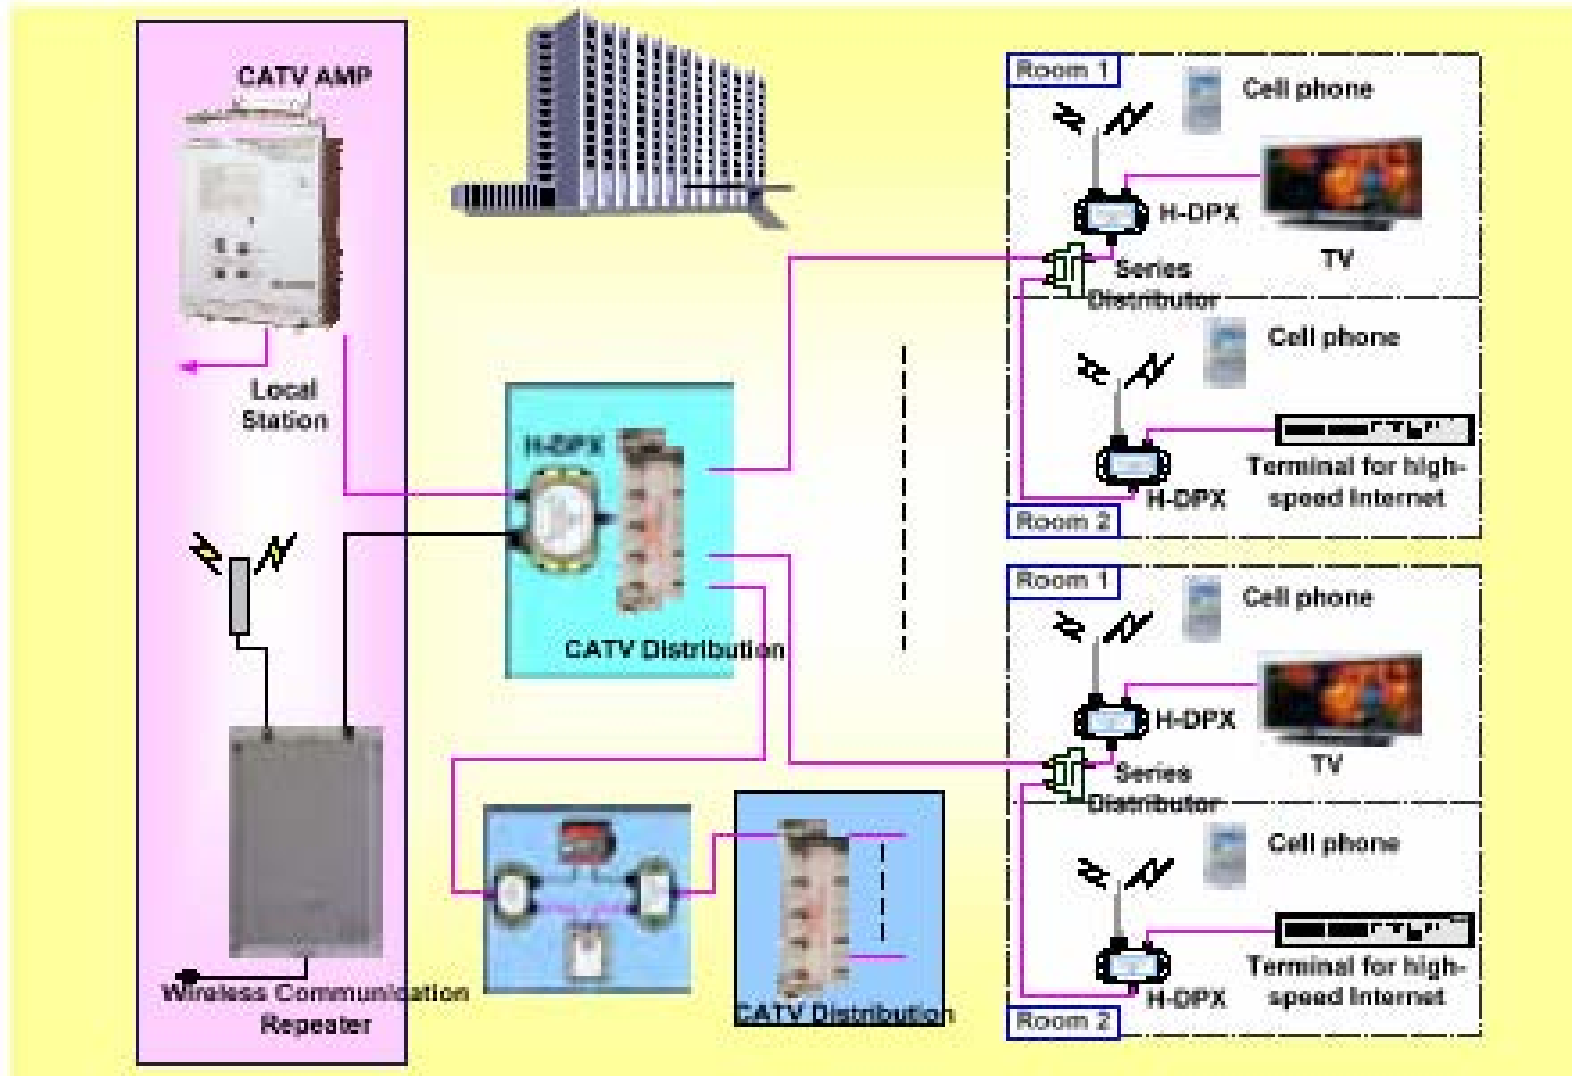 CATV AMP
Local
Station
Wireless Communication
Repeater
H-DPX
CATV Distribution
CATV Distribution
Room 1
Cell phone
H-DPX
TV
Series
Distributor
Cell phone
Terminal for high-
speed Internet
H-DPX
Room 2
Room 1
Cell phone
H-DPX
TV
Series
Distributor
Cell phone
Terminal for high-
speed Internet
H-DPX
Room 2